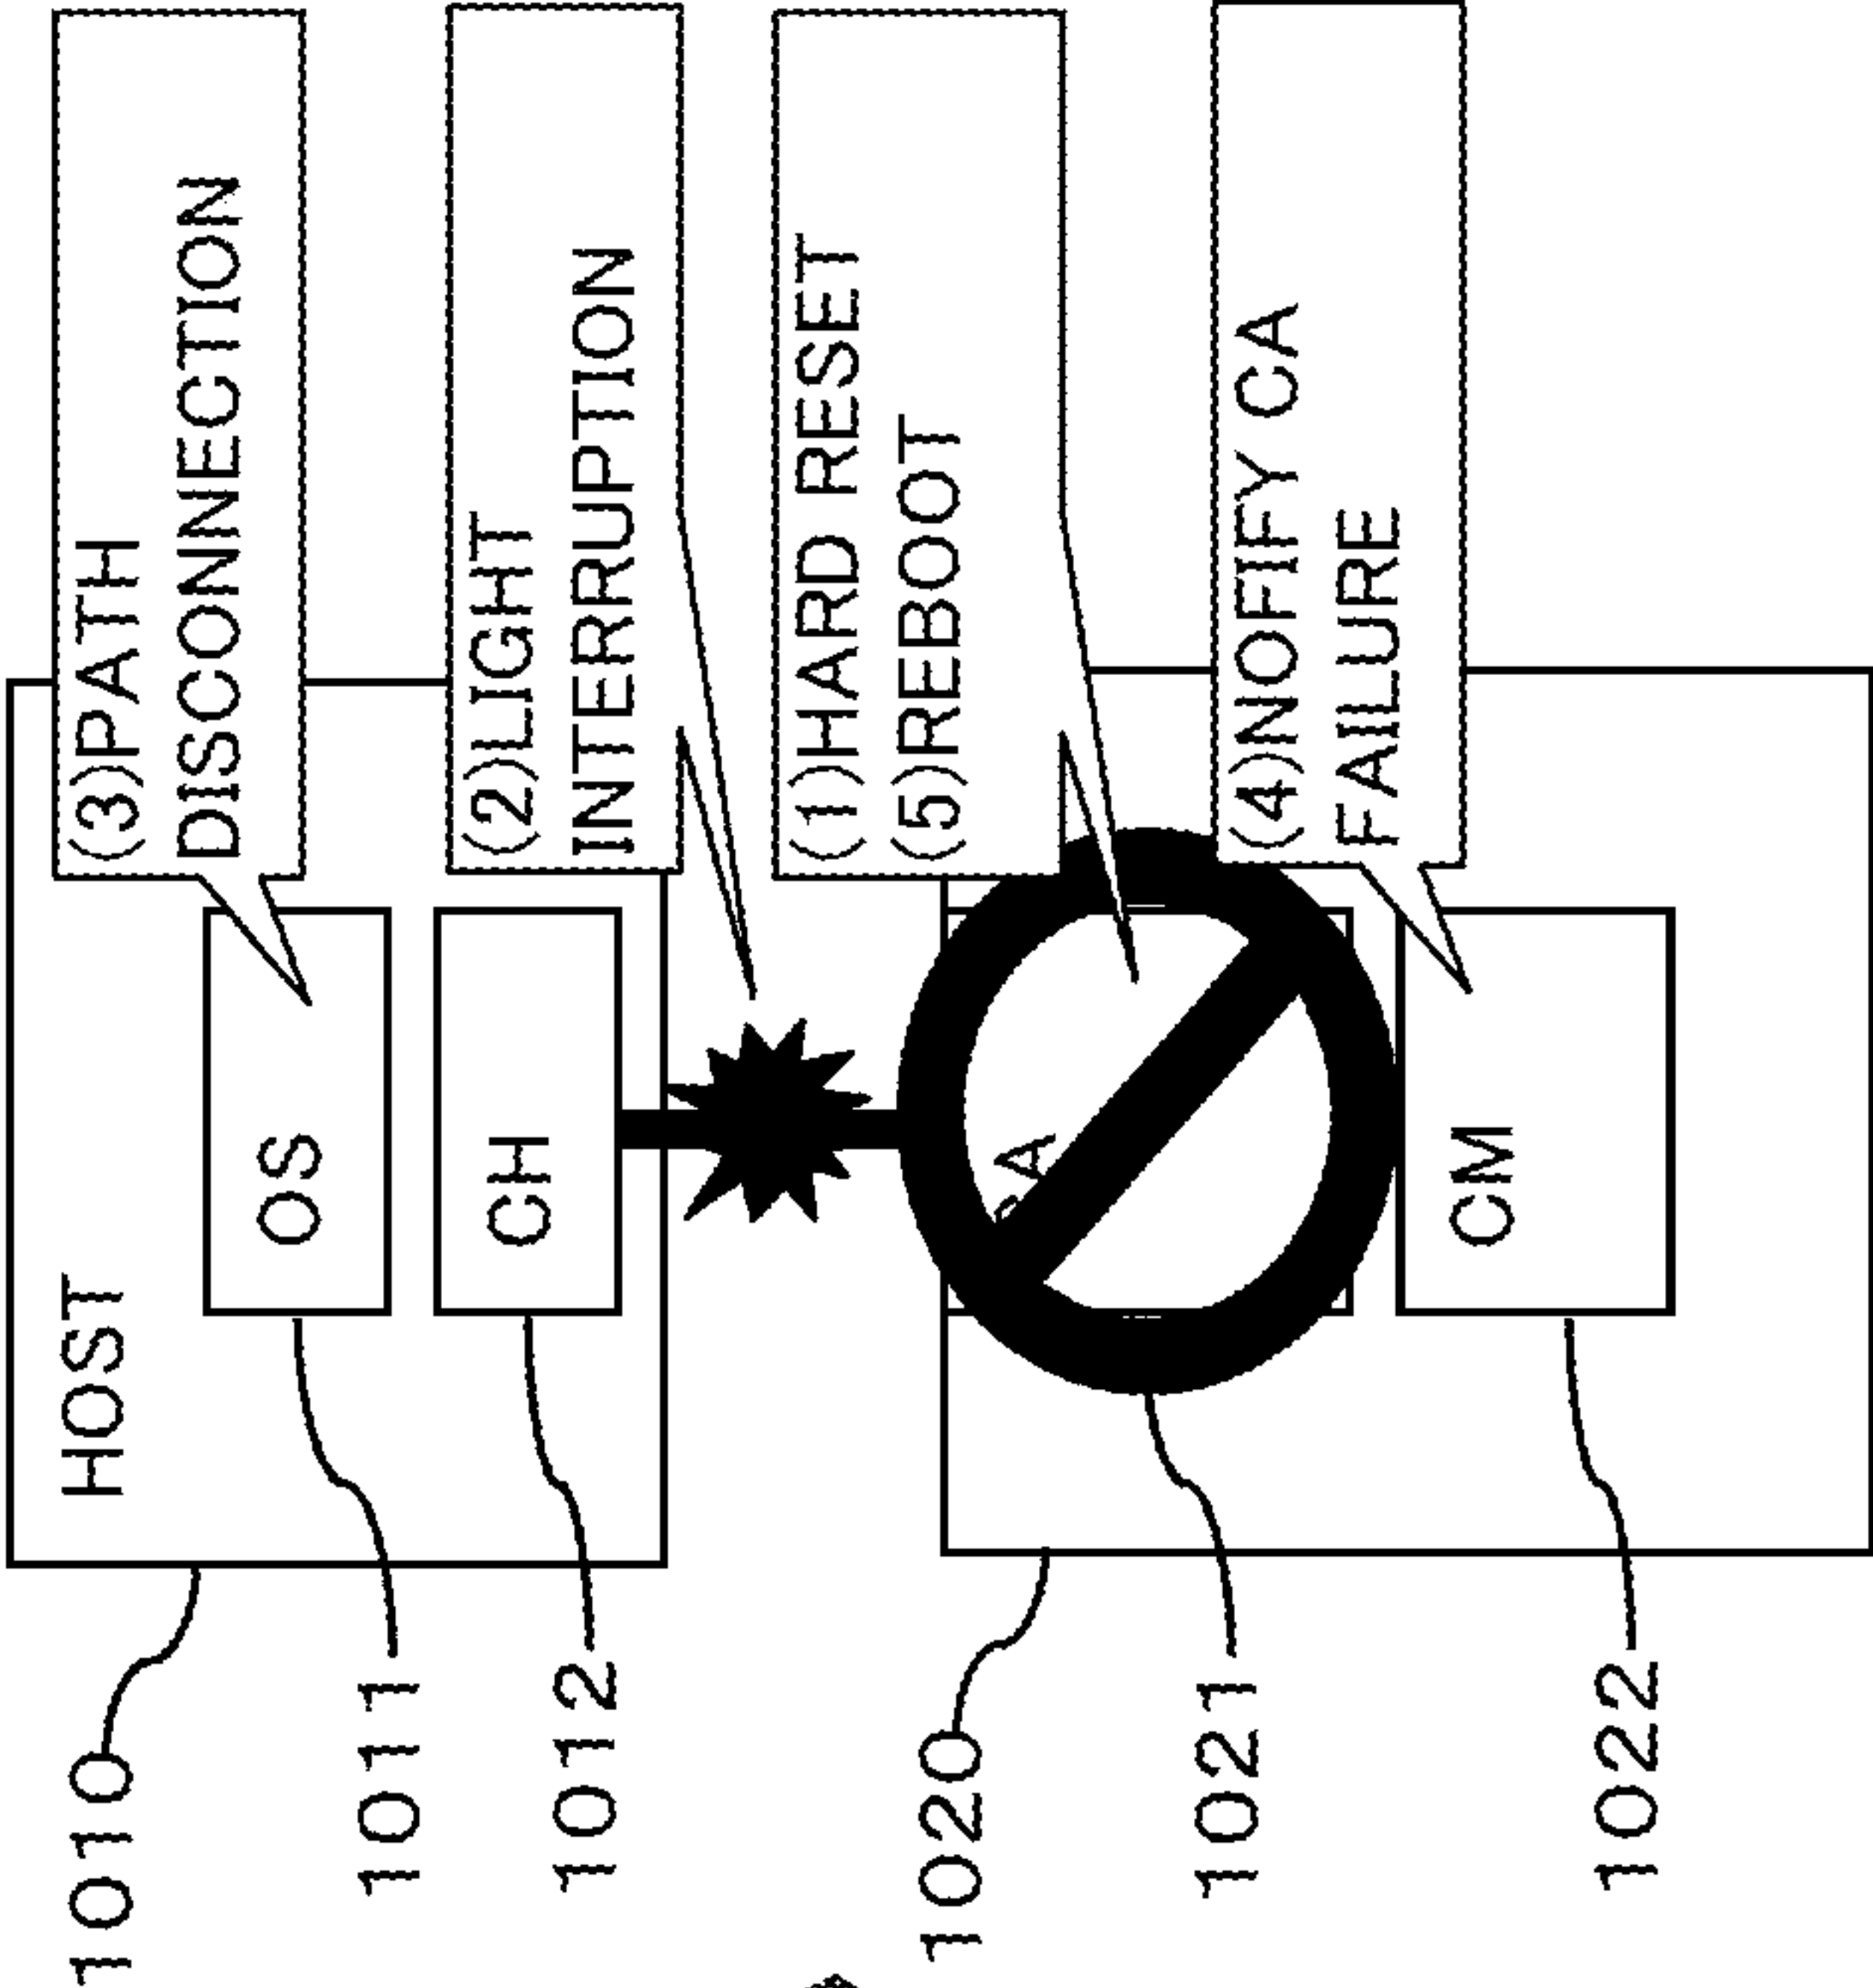 1010
HOST
(3)PATH
DISCONNECTION
1011
OS
1012
CH
(2)LIGHT
INTERRUPTION
(1)HARD RESET
(5)REBOOT
1020
1021
(4)NOFIFY CA
FAILURE
1022
CM